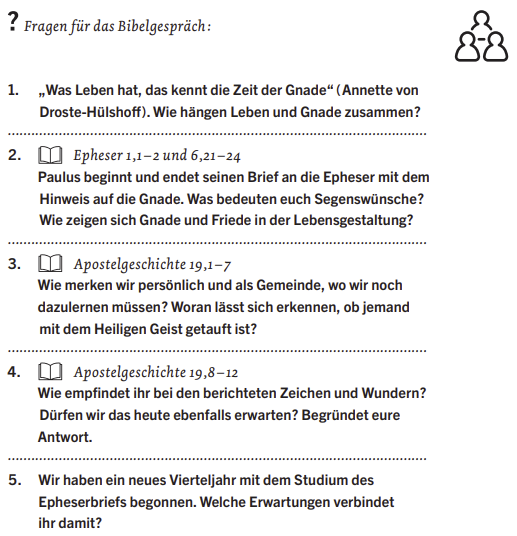 ? Fragen für das Bibelgespräch:
1. „Was Leben hat, das kennt die Zeit der Gnade“ (Annette von
Droste-Hülshoff). Wie hängen Leben und Gnade zusammen?
2. Epheser 1,1–2 und 6,21–24
Paulus beginnt und endet seinen Brief an die Epheser mit dem
Hinweis auf die Gnade. Was bedeuten euch Segenswünsche?
Wie zeigen sich Gnade und Friede in der Lebensgestaltung?
3. Apostelgeschichte 19,1–7
Wie merken wir persönlich und als Gemeinde, wo wir noch
dazulernen müssen? Woran lässt sich erkennen, ob jemand
mit dem Heiligen Geist getauft ist?
4. Apostelgeschichte 19,8–12
Wie empfindet ihr bei den berichteten Zeichen und Wundern?
Dürfen wir das heute ebenfalls erwarten? Begründet eure
Antwort.
5. Wir haben ein neues Vierteljahr mit dem Studium des
Epheserbriefs begonnen. Welche Erwartungen verbindet
ihr damit?